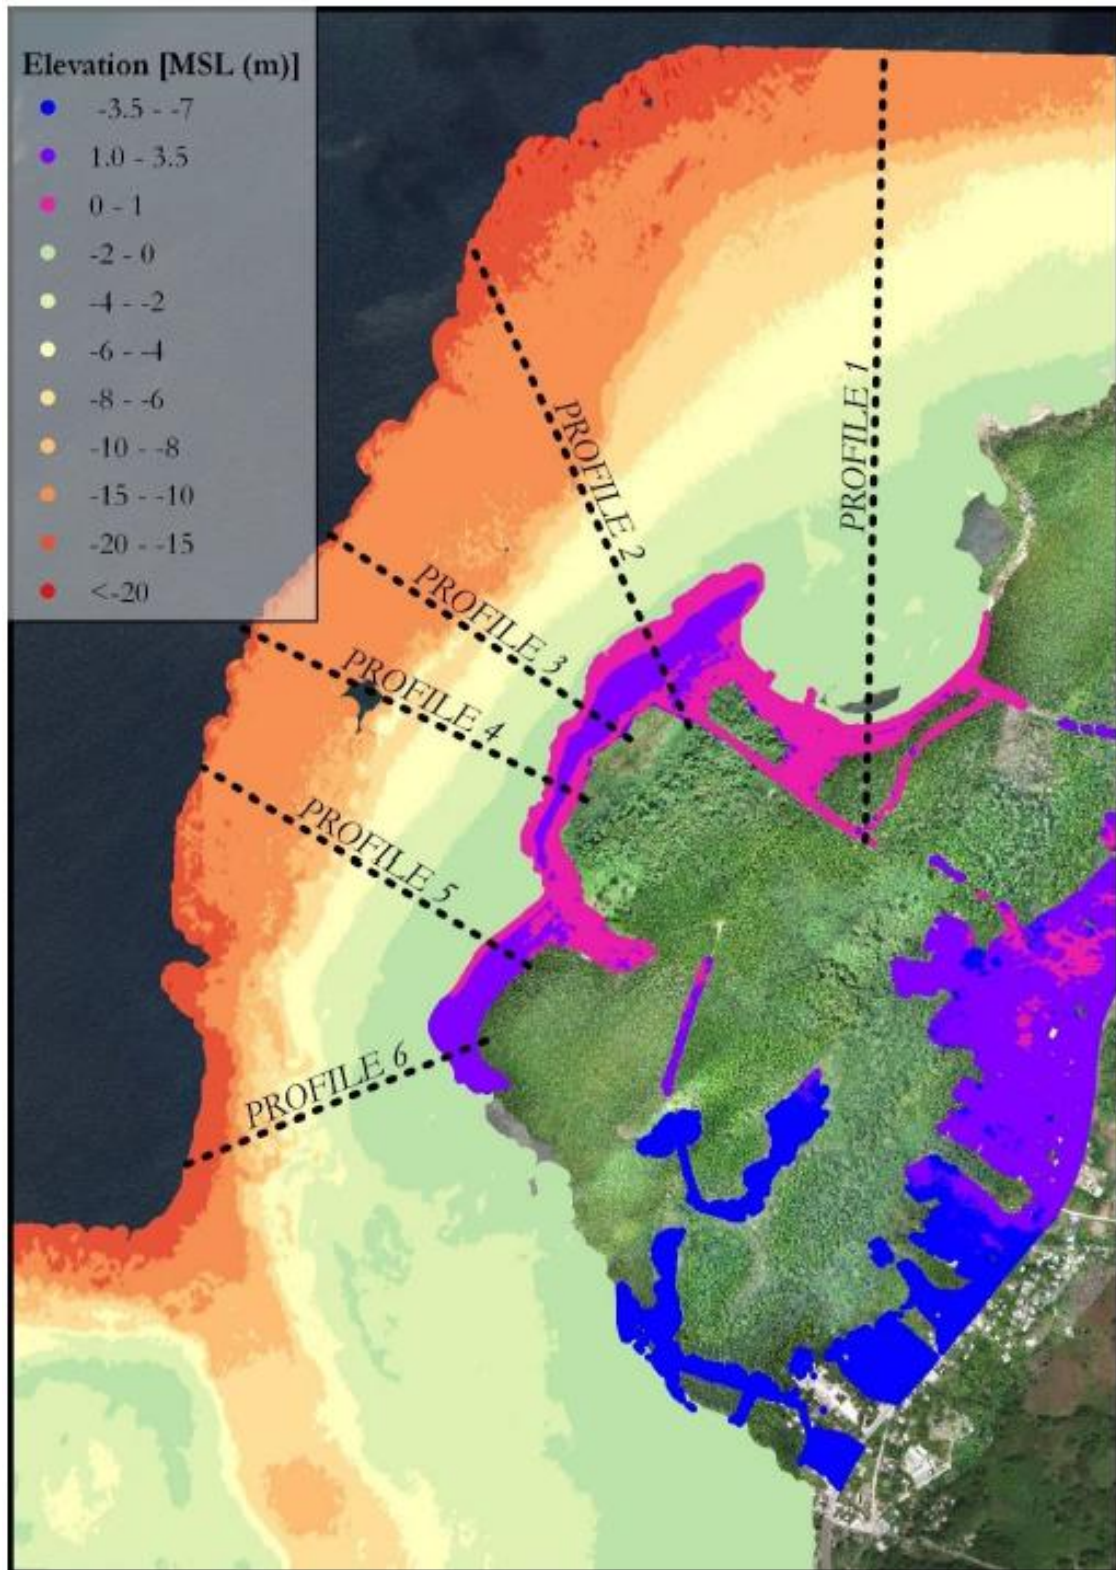 Elevation [MSL (m)]
-3.5 - -7
1.0 - 3.5
0 - 1
-2 - 0
-4 - -2
-6 - -4
-8 - -6
-10 - -8
-15 - -10
-20 - -15
<-20
PROFILE 1
PROFILE 2
PROFILE 3
PROFILE 4
PROFILE 5
PROFILE 6